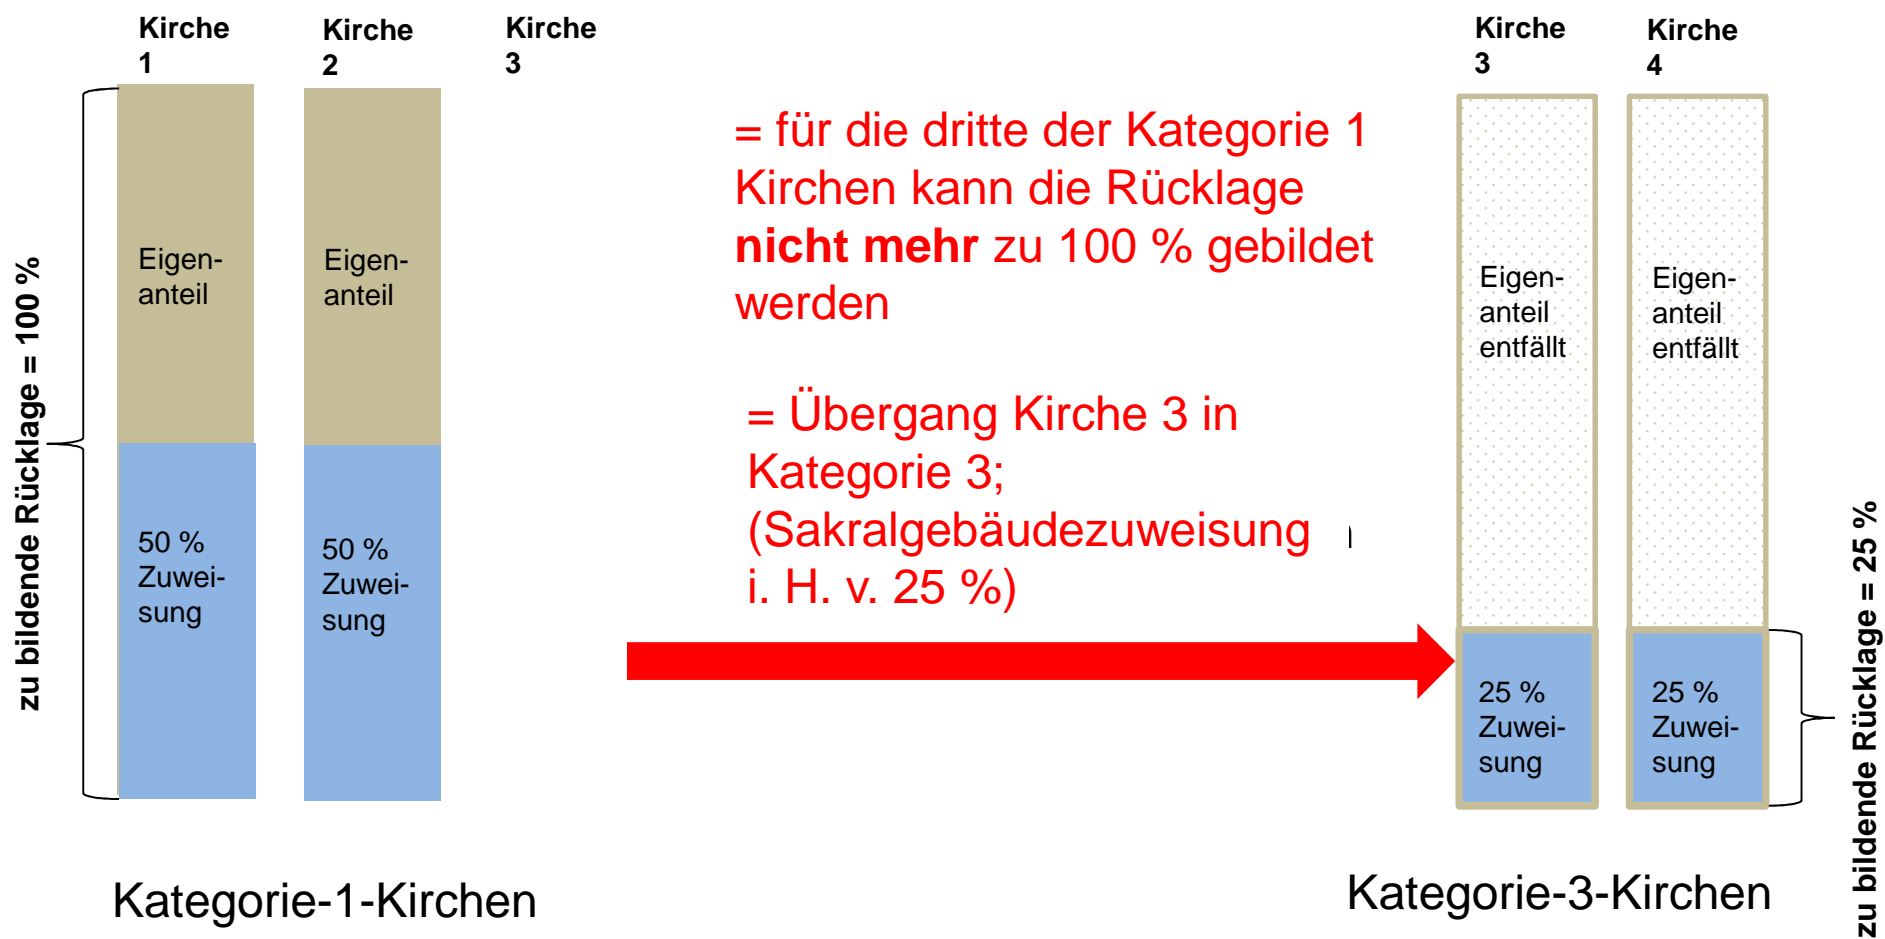 Kirche
1
Kirche
2
Kirche
3
zu bildende Rücklage = 100 %
Eigen-
anteil
Eigen-
anteil
50 %
Zuwei-
sung
50 %
Zuwei-
sung
Kategorie-1-Kirchen
= für die dritte der Kategorie 1
Kirchen kann die Rücklage
nicht mehr zu 100 % gebildet
werden
= Übergang Kirche 3 in
Kategorie 3;
(Sakralgebäudezuweisung
i. H. v. 25 %)
Kirche
3
Kirche
4
Eigen-
anteil
entfällt
Eigen-
anteil
entfällt
25 %
Zuwei-
sung
25 %
Zuwei-
sung
zu bildende Rücklage = 25 %
Kategorie-3-Kirchen